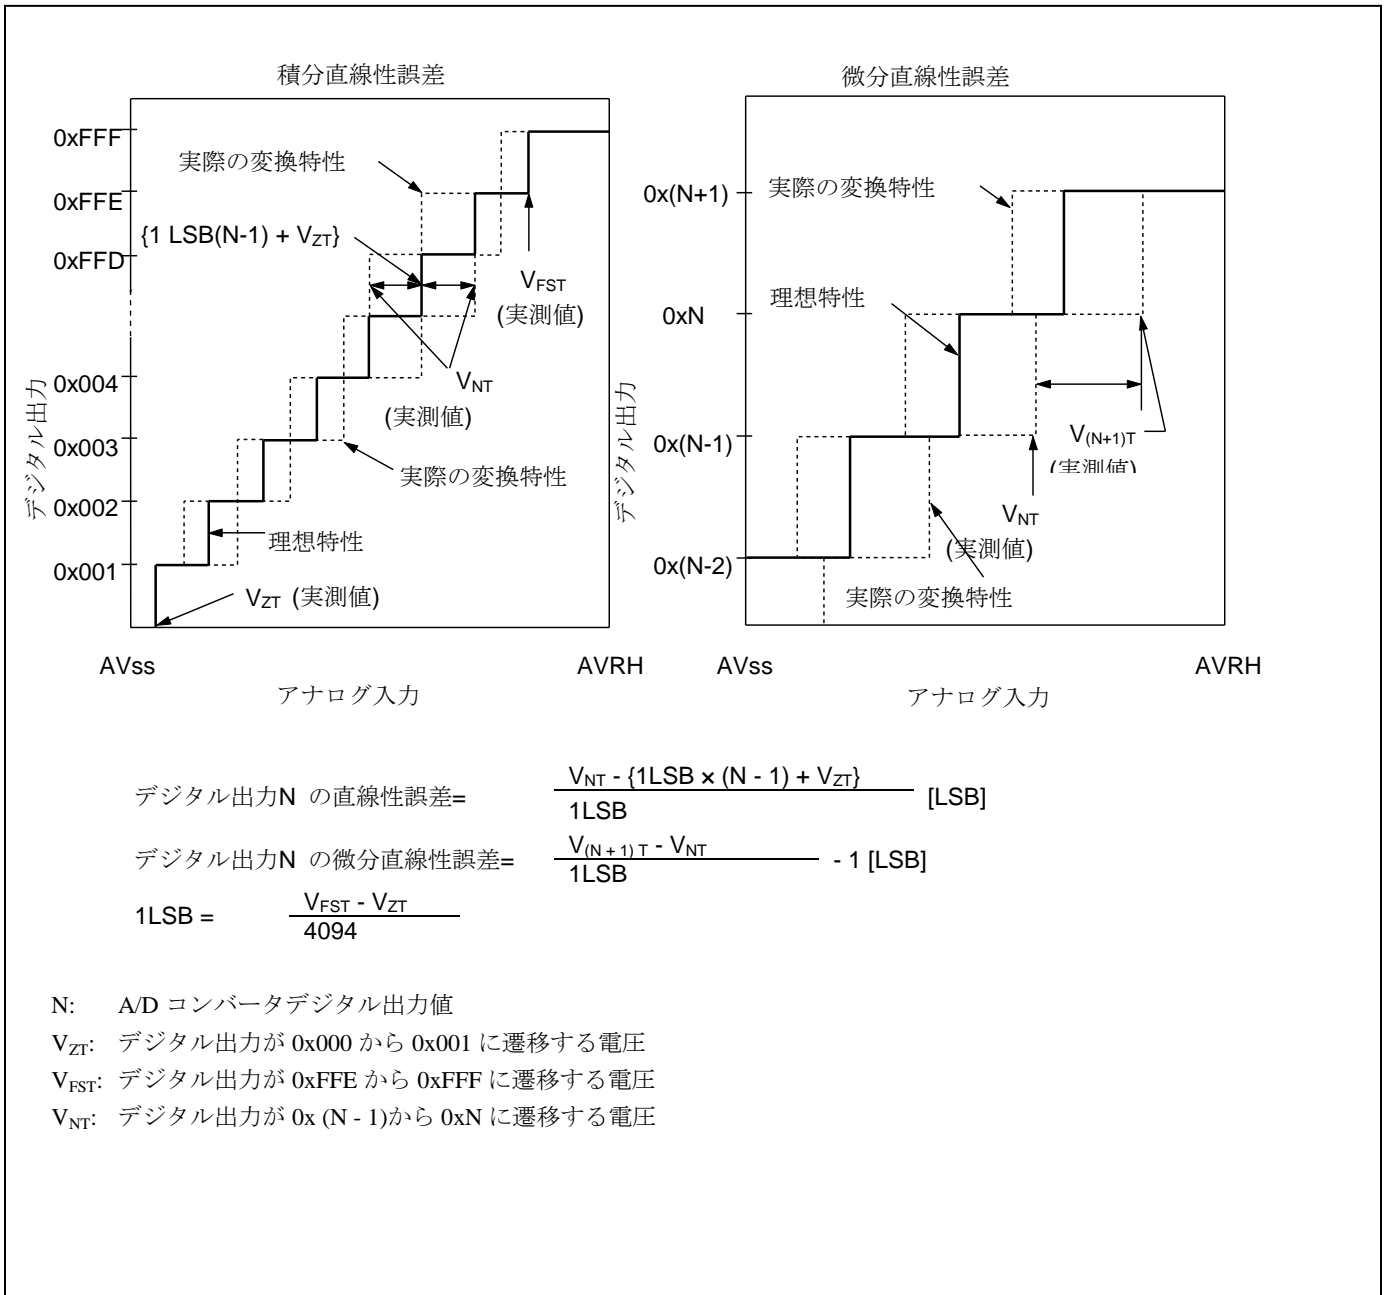 積分直線性誤差
0xFFF
0xFFE
0xFFD
0x004
0x003
0x002
0x001
デジタル出力
実際の変換特性
{1 LSB(N-1) + VZT}
VFST
(実測値)
VNT
(実測値)
実際の変換特性
理想特性
VZT (実測値)
AVss
AVRH
アナログ入力
微分直線性誤差
0x(N+1)
0xN
0x(N-1)
0x(N-2)
デジタル出力
実際の変換特性
理想特性
V(N+1)T
(実測値)
VNT
(実測値)
実際の変換特性
AVss
AVRH
アナログ入力
デジタル出力N の直線性誤差= VNT - {1LSB × (N - 1) + VZT}
1LSB
[LSB]
デジタル出力N の微分直線性誤差= V(N + 1) T - VNT
1LSB
- 1 [LSB]
1LSB = VFST - VZT
4094
N: A/D コンバータデジタル出力値
VZT: デジタル出力が 0x000 から 0x001 に遷移する電圧
VFST: デジタル出力が 0xFFE から 0xFFF に遷移する電圧
VNT: デジタル出力が 0x (N - 1)から 0xN に遷移する電圧